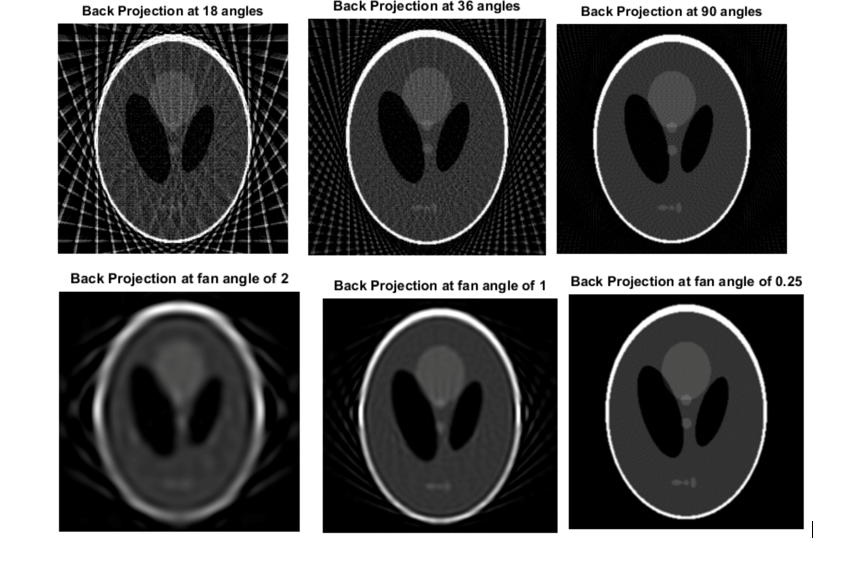 Back Projection at 18 angles
Back Projection at 36 angles
Back Projection at 90 angles
Back Projection at fan angle of 2
Back Projection at fan angle of 1
Back Projection at fan angle of 0.25